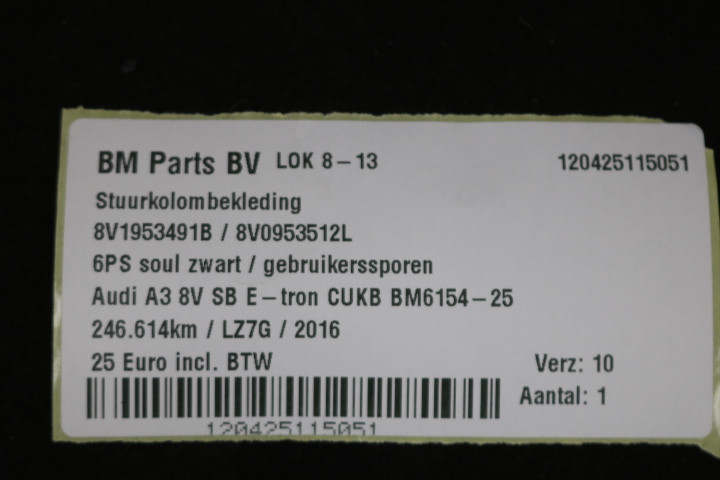 BM Parts BV LOK 8-13 120425115051
Stuurkolombekleding
8V1953491B / 8V0953512L
6PS soul zwart / gebruikerssporen
Audi A3 8V SB E-tron CUKB BM6154-25
246.614km / LZ7G / 2016
25 Euro incl. BTW Verz: 10
Aantal: 1
120425115051